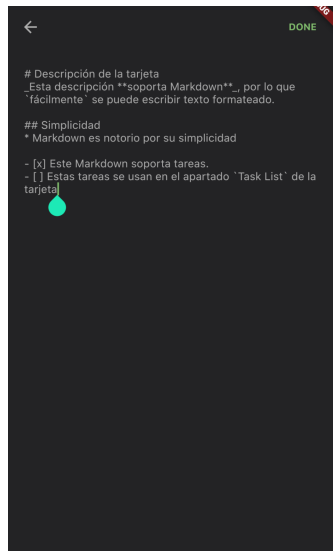 DONE
# Descripción de la tarjeta
_Esta descripción **soporta Markdown**_, por lo que
`fácilmente` se puede escribir texto formateado.
## Simplicidad
* Markdown es notorio por su simplicidad
- [x] Este Markdown soporta tareas.
- [ ] Estas tareas se usan en el apartado `Task List` de la
tarjeta